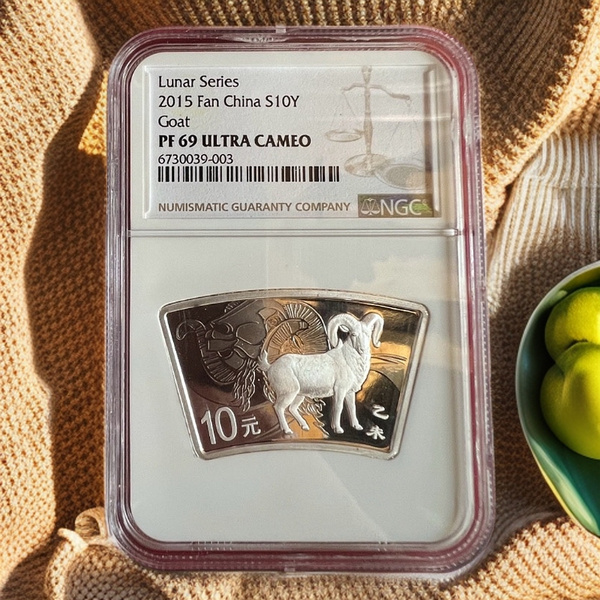 Lunar Series
2015 Fan China S10Y
Goat
PF 69 ULTRA CAMEO
6730039-003
NUMISMATIC GUARANTY COMPANY NGC
10元
乙未